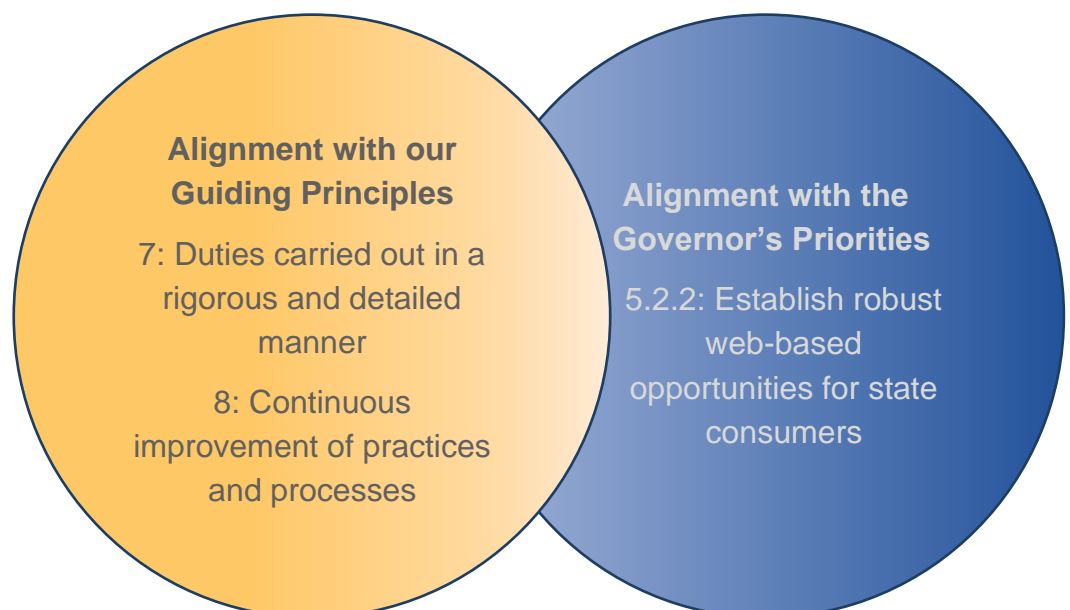 Alignment with our
Guiding Principles
7: Duties carried out in a
rigorous and detailed
manner
8: Continuous
improvement of practices
and processes
Alignment with the
Governor’s Priorities
5.2.2: Establish robust
web-based
opportunities for state
consumers